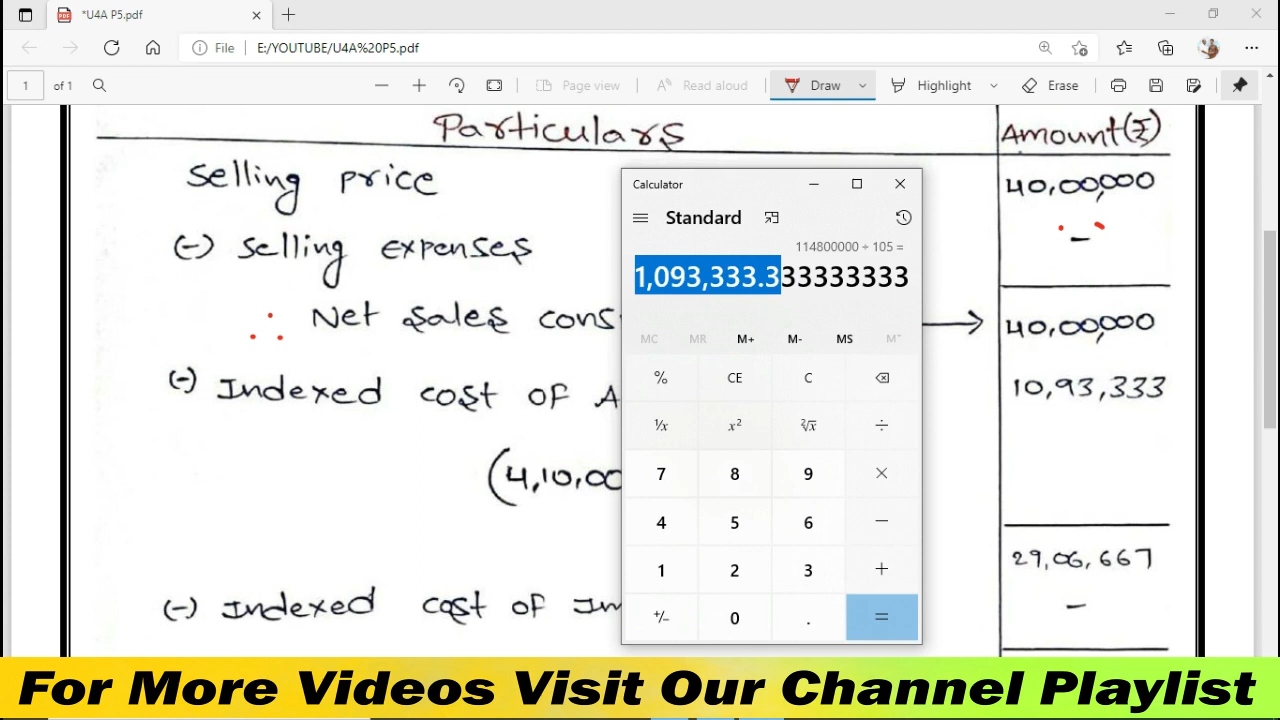 *U4A P5.pdf
File E:/YOUTUBE/U4A%20P5.pdf
1 of 1 Page view Read aloud Draw Highlight Erase
Particulars Amount(₹)
Selling price 40,00,000
(-) Selling expenses -
∴ Net sales cons 40,00,000
(-) Indexed cost of A 10,93,333
(4,10,00
29,06,667
(-) Indexed cost of Im -
Calculator
Standard
114800000 ÷ 105 =
1,093,333.333333333
MC MR M+ M- MS M˅
% CE C ⌫
¹/x x² ²√x ÷
7 8 9 ×
4 5 6 −
1 2 3 +
+/- 0 . =
For More Videos Visit Our Channel Playlist